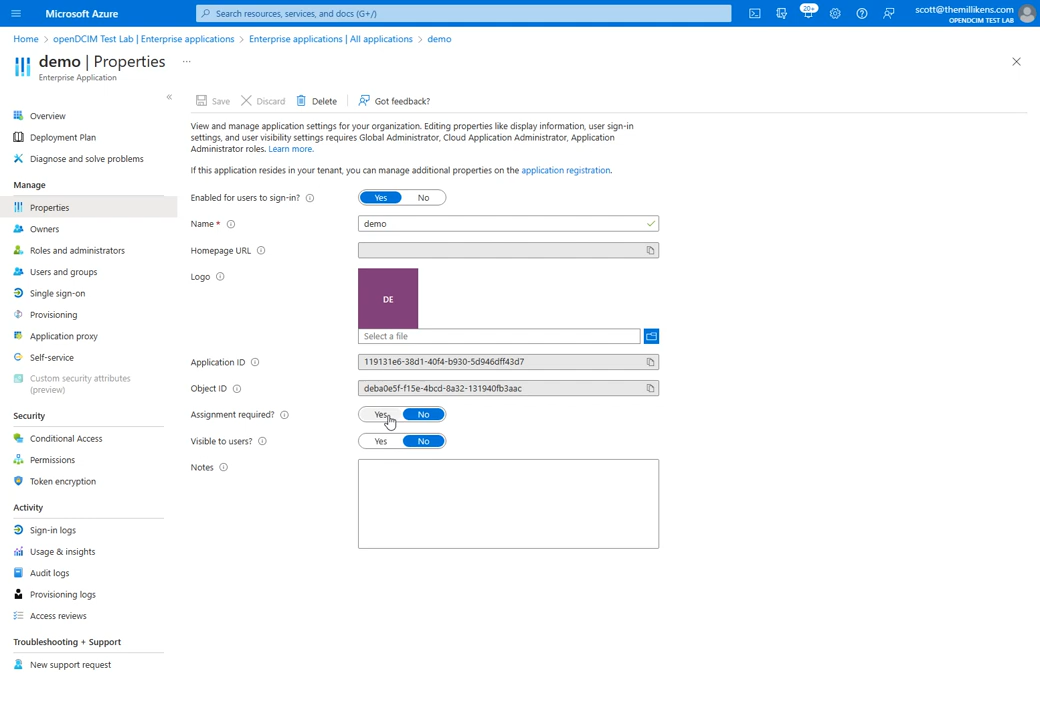 Microsoft Azure
Search resources, services, and docs (G+/)
20+
scott@themillikens.com
OPENDCIM TEST LAB
Home > openDCIM Test Lab | Enterprise applications > Enterprise applications | All applications > demo
demo | Properties ...
Enterprise Application
«
Overview
Deployment Plan
Diagnose and solve problems
Manage
Properties
Owners
Roles and administrators
Users and groups
Single sign-on
Provisioning
Application proxy
Self-service
Custom security attributes
(preview)
Security
Conditional Access
Permissions
Token encryption
Activity
Sign-in logs
Usage & insights
Audit logs
Provisioning logs
Access reviews
Troubleshooting + Support
New support request
Save Discard Delete Got feedback?
View and manage application settings for your organization. Editing properties like display information, user sign-in
settings, and user visibility settings requires Global Administrator, Cloud Application Administrator, Application
Administrator roles. Learn more.
If this application resides in your tenant, you can manage additional properties on the application registration.
Enabled for users to sign-in? Yes No
Name * demo
Homepage URL
Logo
DE
Select a file
Application ID 119131e6-38d1-40f4-b930-5d946dff43d7
Object ID deba0e5f-f15e-4bcd-8a32-131940fb3aac
Assignment required? Yes No
Visible to users? Yes No
Notes